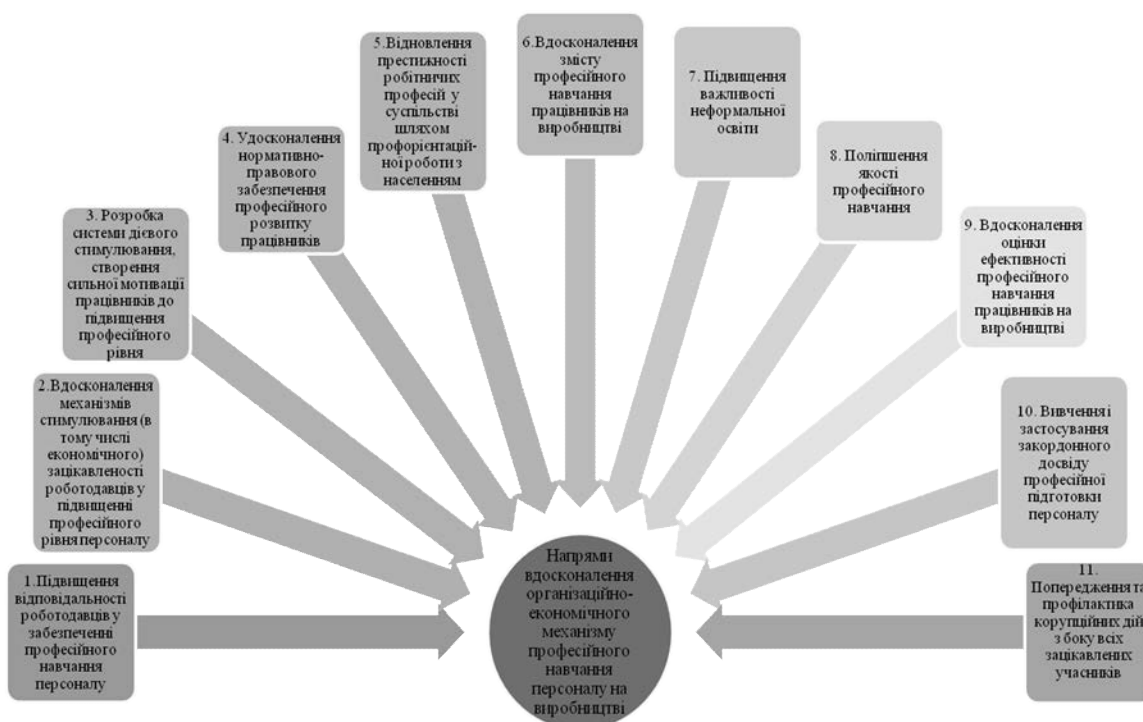 1.Підвищення
відповідальності
роботодавців у
забезпеченні
професійного
навчання
персоналу
2.Вдосконалення
механізмів
стимулювання (в
тому числі
економічного)
зацікавленості
роботодавців у
підвищенні
професійного
рівня персоналу
3. Розробка
системи дієвого
стимулювання,
створення
сильної мотивації
працівників до
підвищення
професійного
рівня
4. Удосконалення
нормативно-
правового
забезпечення
професійного
розвитку
працівників
5.Відновлення
престижності
робітничих
професій у
суспільстві
шляхом
профорієнтацій-
ної роботи з
населенням
6.Вдосконалення
змісту
професійного
навчання
працівників на
виробництві
7. Підвищення
важливості
неформальної
освіти
8. Поліпшення
якості
професійного
навчання
9. Вдосконалення
оцінки
ефективності
професійного
навчання
працівників на
виробництві
10. Вивчення і
застосування
закордонного
досвіду
професійної
підготовки
персоналу
11.
Попередження та
профілактика
корупційних дій
з боку всіх
зацікавлених
учасників
Напрями
вдосконалення
організаційно-
економічного
механізму
професійного
навчання
персоналу на
виробництві